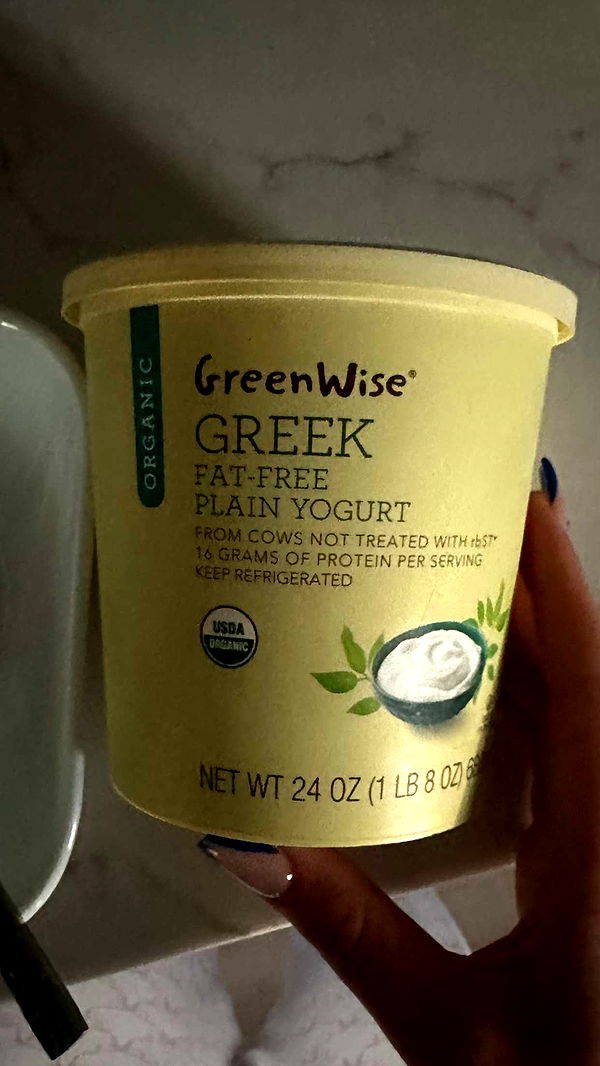 ORGANIC
GreenWise®
GREEK
FAT-FREE
PLAIN YOGURT
FROM COWS NOT TREATED WITH rbST*
16 GRAMS OF PROTEIN PER SERVING
KEEP REFRIGERATED
USDA
ORGANIC
NET WT 24 OZ (1 LB 8 OZ)